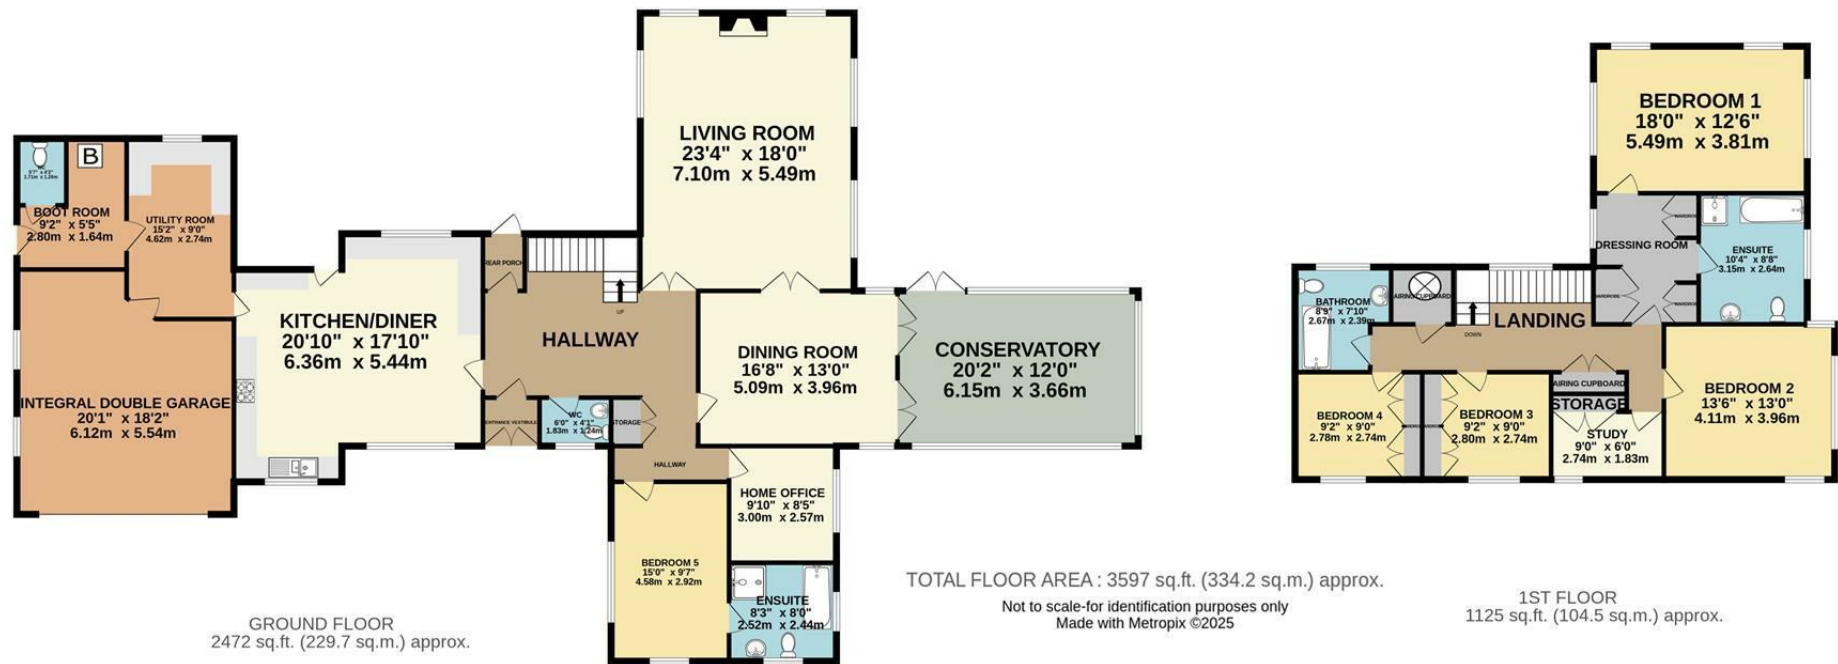 LIVING ROOM
23'4" x 18'0"
7.10m x 5.49m
B
BOOT ROOM
9'2" x 5'5"
2.80m x 1.64m
UTILITY ROOM
15'2" x 9'0"
4.62m x 2.74m
INTEGRAL DOUBLE GARAGE
20'1" x 18'2"
6.12m x 5.54m
KITCHEN/DINER
20'10" x 17'10"
6.36m x 5.44m
REAR PORCH
UP
HALLWAY
ENTRANCE VESTIBULE
WC
6'0" x 4'1"
1.83m x 1.24m
STORAGE
DINING ROOM
16'8" x 13'0"
5.09m x 3.96m
CONSERVATORY
20'2" x 12'0"
6.15m x 3.66m
HALLWAY
HOME OFFICE
9'10" x 8'5"
3.00m x 2.57m
BEDROOM 5
15'0" x 9'7"
4.58m x 2.92m
ENSUITE
8'3" x 8'0"
2.52m x 2.44m
GROUND FLOOR
2472 sq.ft. (229.7 sq.m.) approx.
BEDROOM 1
18'0" x 12'6"
5.49m x 3.81m
WARDROBE
DRESSING ROOM
WARDROBE
WARDROBE
ENSUITE
10'4" x 8'8"
3.15m x 2.64m
BATHROOM
8'9" x 7'10"
2.67m x 2.39m
AIRING CUPBOARD
DOWN
LANDING
AIRING CUPBOARD
STORAGE
BEDROOM 4
9'2" x 9'0"
2.78m x 2.74m
BEDROOM 3
9'2" x 9'0"
2.80m x 2.74m
STUDY
9'0" x 6'0"
2.74m x 1.83m
BEDROOM 2
13'6" x 13'0"
4.11m x 3.96m
1ST FLOOR
1125 sq.ft. (104.5 sq.m.) approx.
TOTAL FLOOR AREA : 3597 sq.ft. (334.2 sq.m.) approx.
Not to scale-for identification purposes only
Made with Metropix ©2025